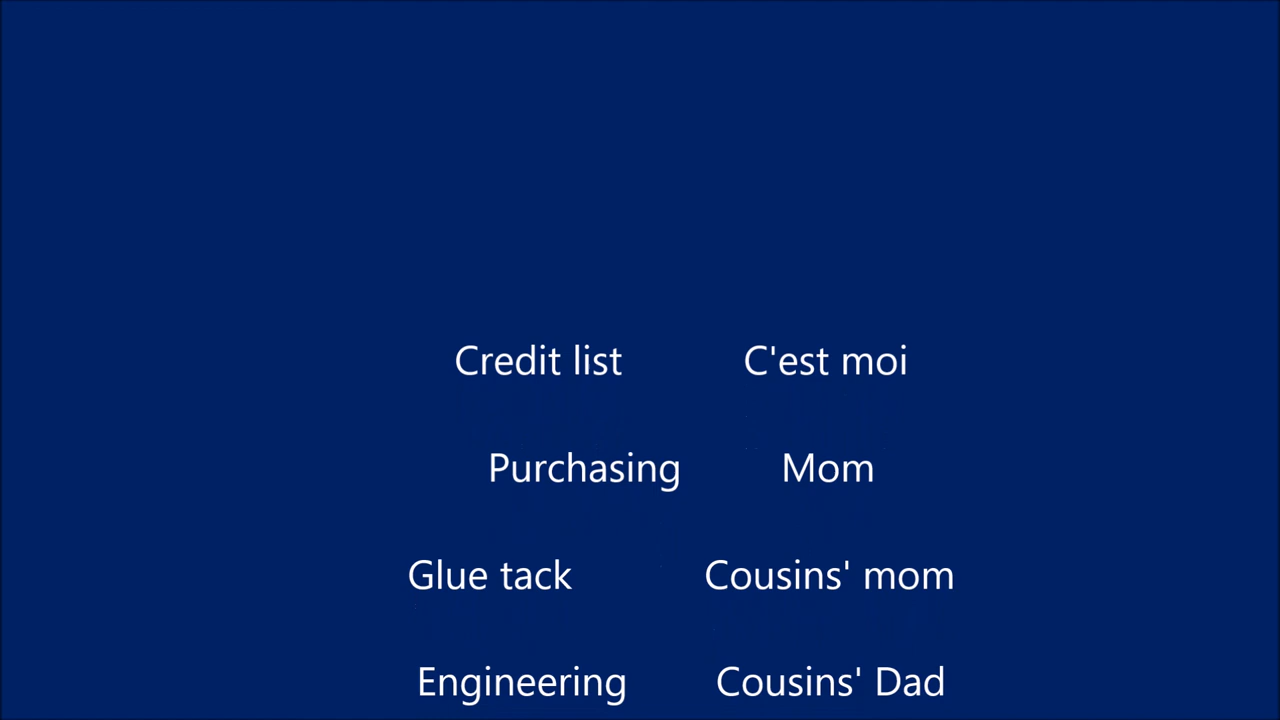 Credit list C'est moi
Purchasing Mom
Glue tack Cousins' mom
Engineering Cousins' Dad